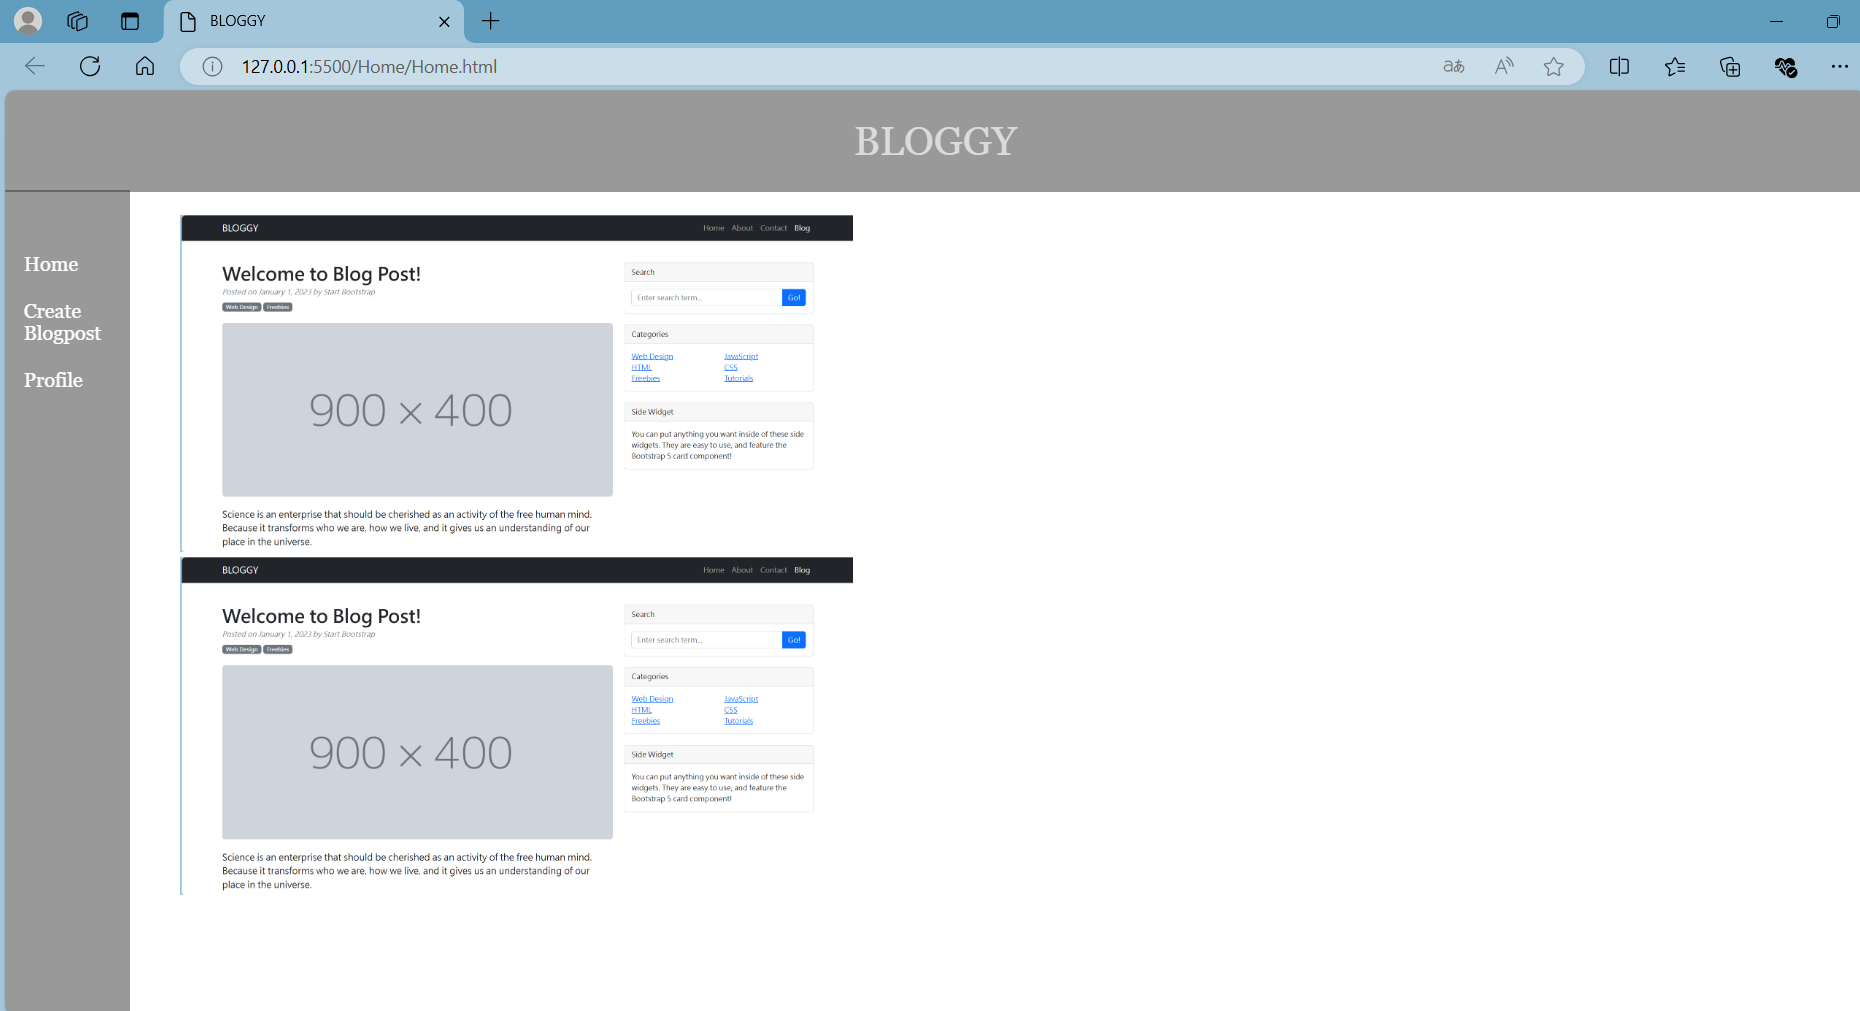 BLOGGY
127.0.0.1:5500/Home/Home.html
aあ
A
BLOGGY
Home
Create
Blogpost
Profile
BLOGGY
Home About Contact Blog
Welcome to Blog Post!
Posted on January 1, 2023 by Start Bootstrap
Web Design Freebies
900 × 400
Science is an enterprise that should be cherished as an activity of the free human mind.
Because it transforms who we are, how we live, and it gives us an understanding of our
place in the universe.
Search
Enter search term...
Go!
Categories
Web Design JavaScript
HTML CSS
Freebies Tutorials
Side Widget
You can put anything you want inside of these side
widgets. They are easy to use, and feature the
Bootstrap 5 card component!
BLOGGY
Home About Contact Blog
Welcome to Blog Post!
Posted on January 1, 2023 by Start Bootstrap
Web Design Freebies
900 × 400
Science is an enterprise that should be cherished as an activity of the free human mind.
Because it transforms who we are, how we live, and it gives us an understanding of our
place in the universe.
Search
Enter search term...
Go!
Categories
Web Design JavaScript
HTML CSS
Freebies Tutorials
Side Widget
You can put anything you want inside of these side
widgets. They are easy to use, and feature the
Bootstrap 5 card component!